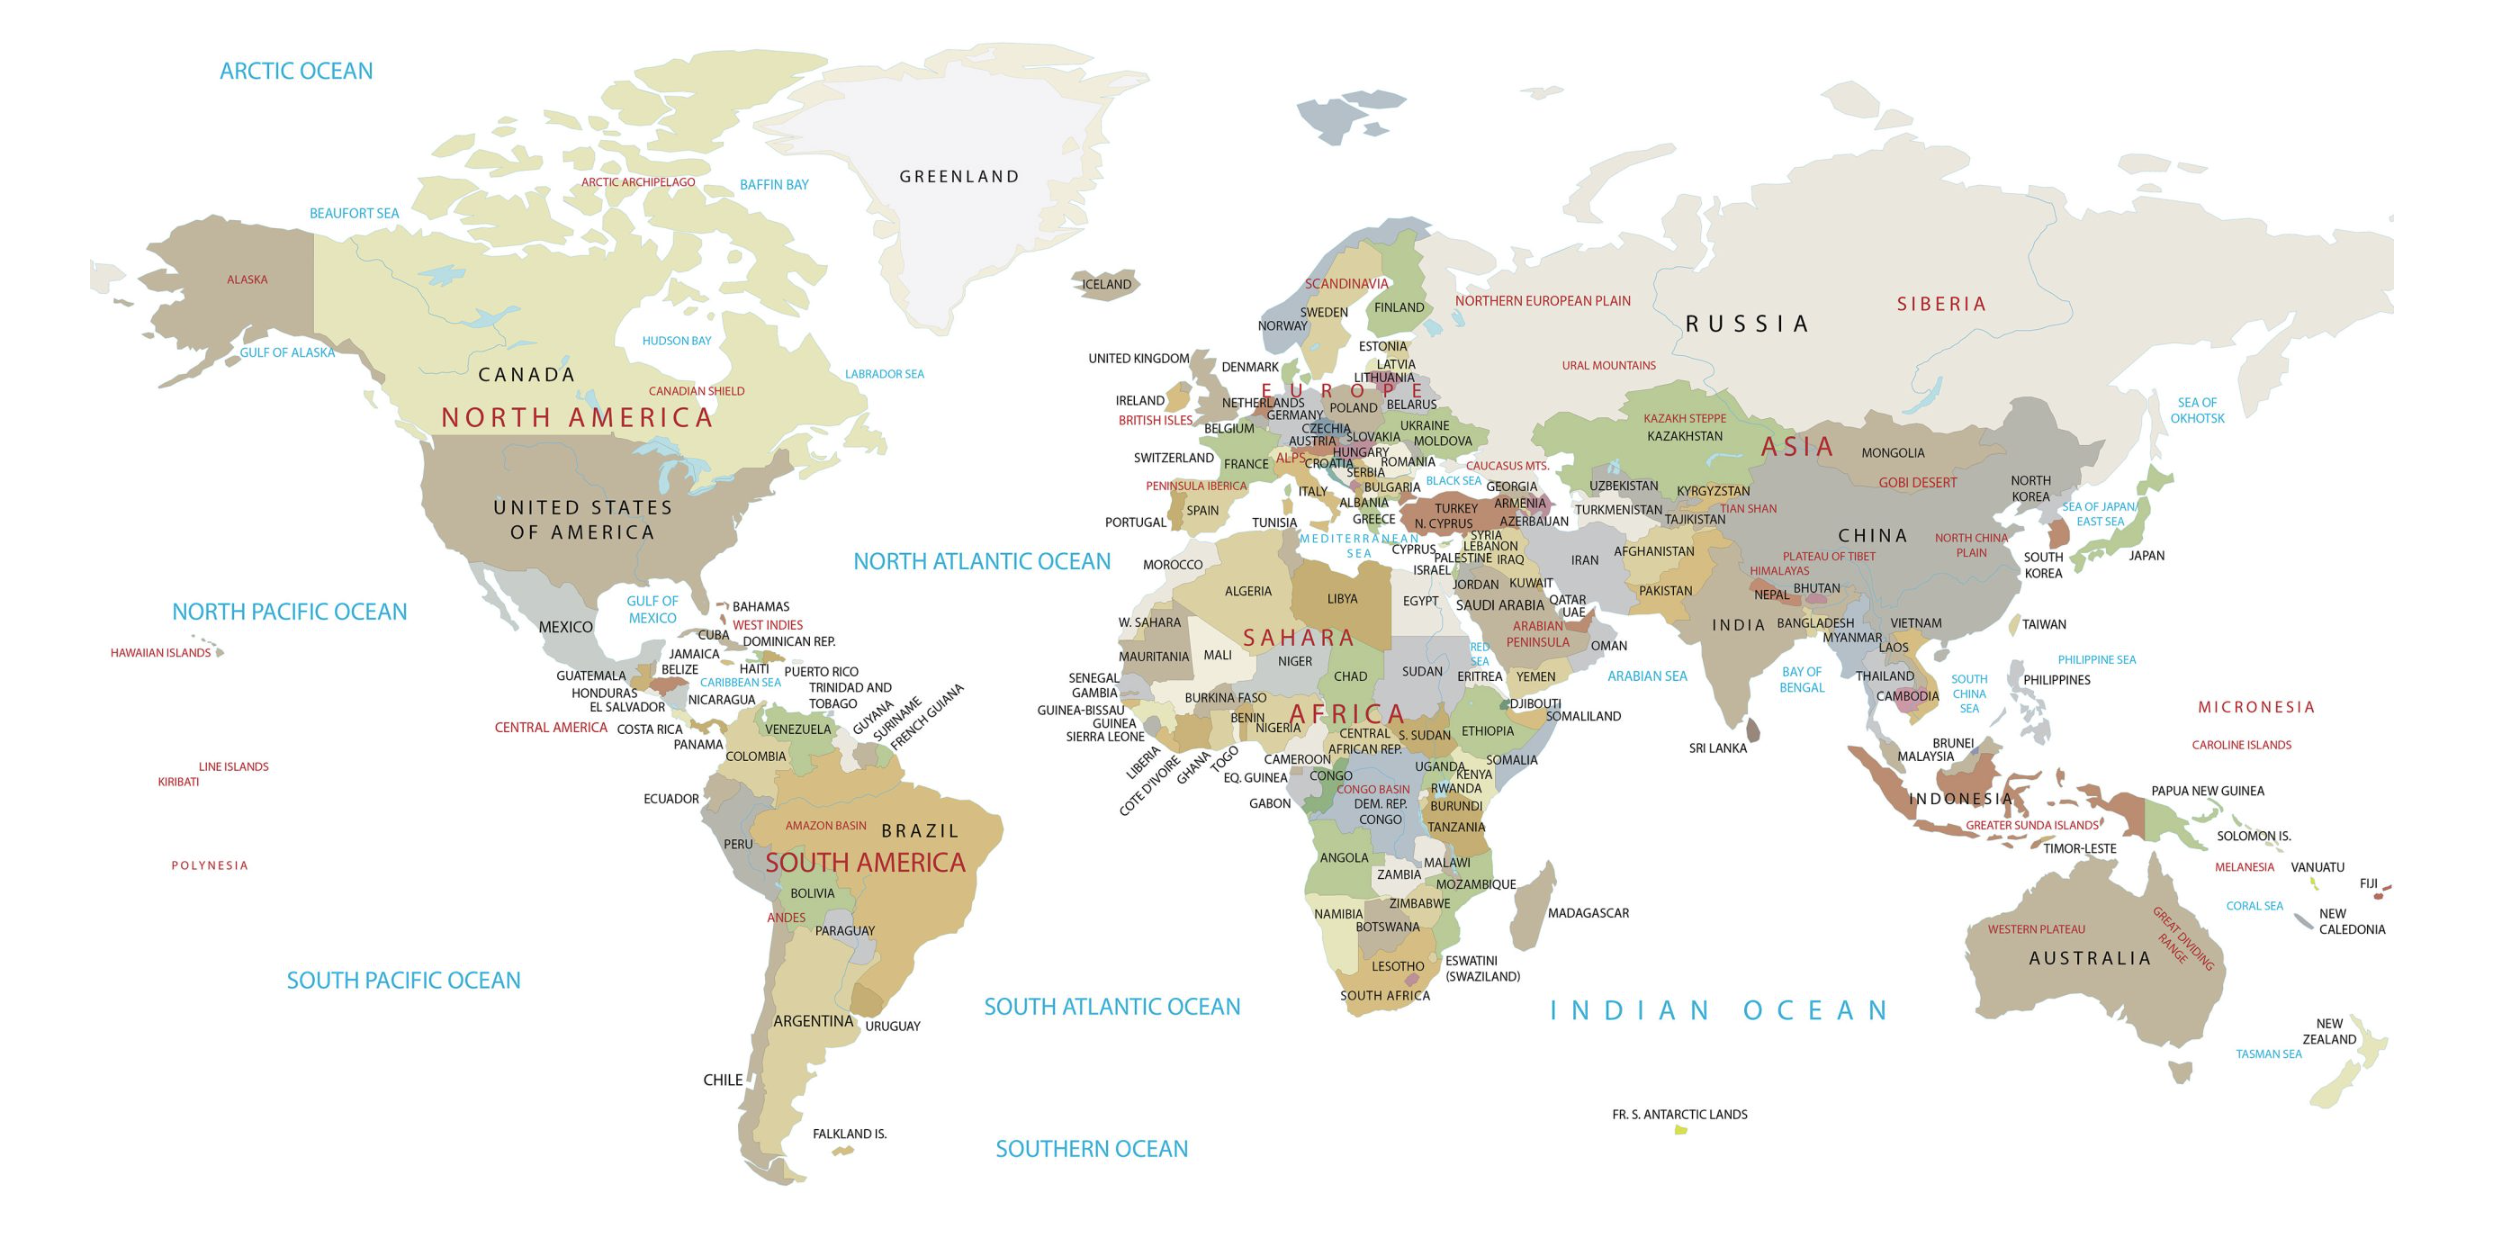 ARCTIC OCEAN
GREENLAND
ARCTIC ARCHIPELAGO
BAFFIN BAY
BEAUFORT SEA
ALASKA
GULF OF ALASKA
HUDSON BAY
CANADA
CANADIAN SHIELD
LABRADOR SEA
NORTH AMERICA
UNITED STATES
OF AMERICA
NORTH ATLANTIC OCEAN
NORTH PACIFIC OCEAN
HAWAIIAN ISLANDS
GULF OF
MEXICO
MEXICO
BAHAMAS
WEST INDIES
CUBA
DOMINICAN REP.
JAMAICA
HAITI
PUERTO RICO
BELIZE
GUATEMALA
CARIBBEAN SEA
HONDURAS
EL SALVADOR
NICARAGUA
TRINIDAD AND
TOBAGO
CENTRAL AMERICA
COSTA RICA
PANAMA
VENEZUELA
GUYANA
SURINAME
FRENCH GUIANA
COLOMBIA
LINE ISLANDS
KIRIBATI
ECUADOR
AMAZON BASIN
BRAZIL
PERU
SOUTH AMERICA
POLYNESIA
BOLIVIA
ANDES
PARAGUAY
SOUTH PACIFIC OCEAN
ARGENTINA
URUGUAY
CHILE
FALKLAND IS.
SOUTH ATLANTIC OCEAN
SOUTHERN OCEAN
ICELAND
SCANDINAVIA
SWEDEN
NORWAY
FINLAND
NORTHERN EUROPEAN PLAIN
SIBERIA
RUSSIA
URAL MOUNTAINS
ESTONIA
LATVIA
LITHUANIA
UNITED KINGDOM
DENMARK
EUROPE
IRELAND
BRITISH ISLES
NETHERLANDS
GERMANY
POLAND
BELARUS
BELGIUM
CZECHIA
UKRAINE
AUSTRIA
SLOVAKIA
MOLDOVA
SWITZERLAND
FRANCE
ALPS
HUNGARY
CROATIA
ROMANIA
SERBIA
CAUCASUS MTS.
PENINSULA IBERICA
ITALY
BULGARIA
BLACK SEA
GEORGIA
SPAIN
ALBANIA
ARMENIA
PORTUGAL
TUNISIA
GREECE
TURKEY
N. CYPRUS
AZERBAIJAN
MEDITERRANEAN
SEA
CYPRUS
SYRIA
LEBANON
PALESTINE
IRAQ
ISRAEL
JORDAN
KUWAIT
IRAN
SAUDI ARABIA
QATAR
UAE
ARABIAN
PENINSULA
OMAN
RED
SEA
YEMEN
ARABIAN SEA
KAZAKH STEPPE
KAZAKHSTAN
ASIA
MONGOLIA
GOBI DESERT
UZBEKISTAN
KYRGYZSTAN
TURKMENISTAN
TAJIKISTAN
TIAN SHAN
AFGHANISTAN
PAKISTAN
CHINA
PLATEAU OF TIBET
HIMALAYAS
NORTH CHINA
PLAIN
NORTH
KOREA
SOUTH
KOREA
SEA OF JAPAN/
EAST SEA
JAPAN
SEA OF
OKHOTSK
NEPAL
BHUTAN
INDIA
BANGLADESH
MYANMAR
VIETNAM
LAOS
TAIWAN
BAY OF
BENGAL
THAILAND
CAMBODIA
SOUTH
CHINA
SEA
PHILIPPINE SEA
PHILIPPINES
SRI LANKA
BRUNEI
MALAYSIA
MICRONESIA
CAROLINE ISLANDS
INDONESIA
GREATER SUNDA ISLANDS
PAPUA NEW GUINEA
SOLOMON IS.
TIMOR-LESTE
MELANESIA
VANUATU
FIJI
CORAL SEA
NEW
CALEDONIA
WESTERN PLATEAU
GREAT DIVIDING
RANGE
AUSTRALIA
NEW
ZEALAND
TASMAN SEA
MOROCCO
ALGERIA
LIBYA
EGYPT
W. SAHARA
SAHARA
MAURITANIA
MALI
NIGER
CHAD
SUDAN
ERITREA
SENEGAL
GAMBIA
GUINEA-BISSAU
GUINEA
SIERRA LEONE
LIBERIA
COTE D'IVOIRE
GHANA
TOGO
BURKINA FASO
BENIN
NIGERIA
AFRICA
CENTRAL
AFRICAN REP.
S. SUDAN
ETHIOPIA
DJIBOUTI
SOMALILAND
SOMALIA
CAMEROON
EQ. GUINEA
CONGO
GABON
CONGO BASIN
DEM. REP.
CONGO
UGANDA
KENYA
RWANDA
BURUNDI
TANZANIA
ANGOLA
MALAWI
ZAMBIA
MOZAMBIQUE
ZIMBABWE
NAMIBIA
BOTSWANA
MADAGASCAR
LESOTHO
ESWATINI
(SWAZILAND)
SOUTH AFRICA
INDIAN OCEAN
FR. S. ANTARCTIC LANDS